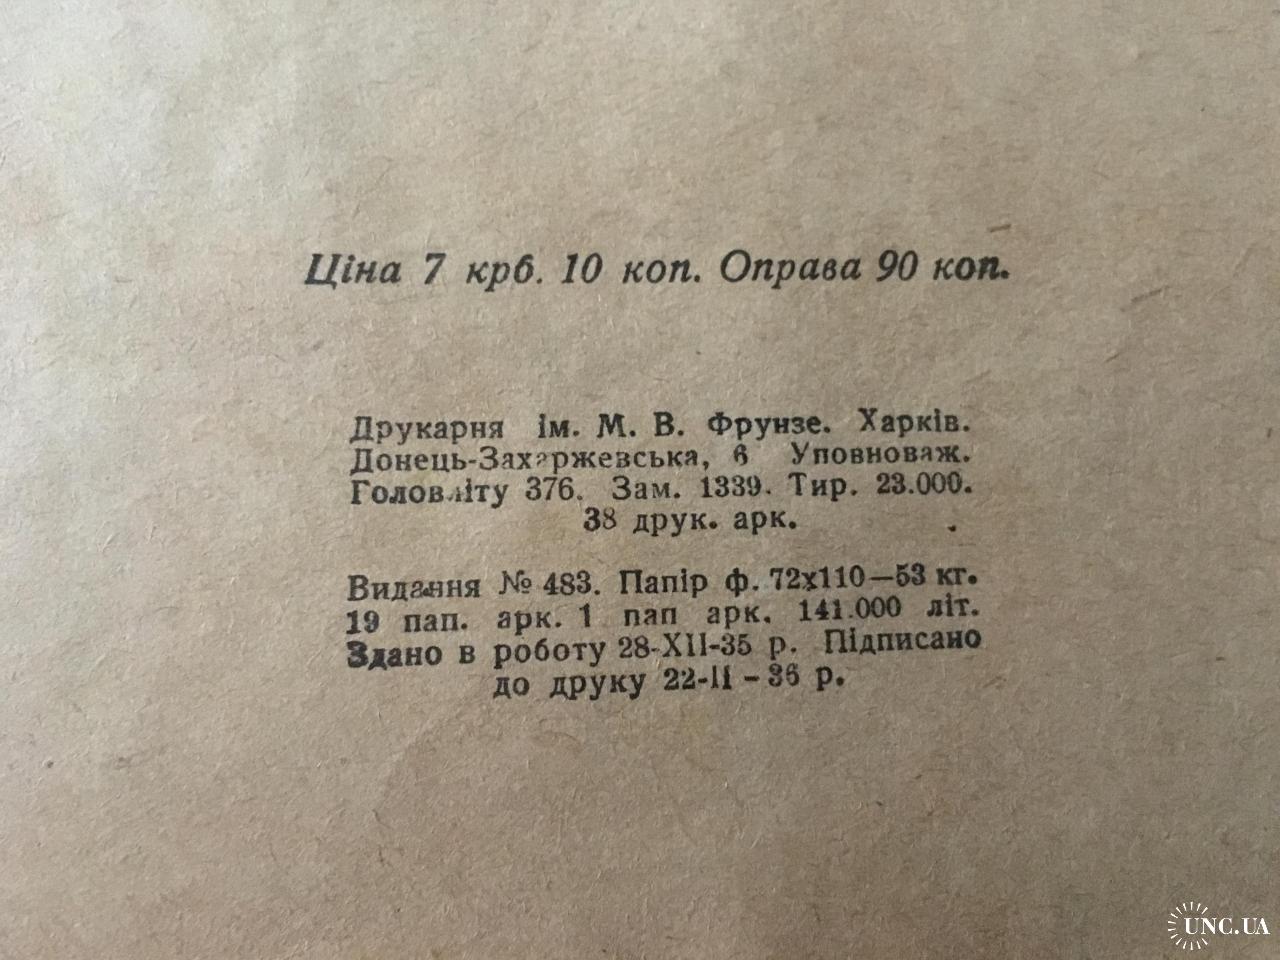 Ціна 7 крб. 10 коп. Оправа 90 коп.
Друкарня ім. М. В. Фрунзе. Харків.
Донець-Захаржевська, 6 Уповноваж.
Головліту 376. Зам. 1339. Тир. 23.000.
38 друк. арк.
Видання № 483. Папір ф. 72х110—53 кг.
19 пап. арк. 1 пап арк. 141.000 літ.
Здано в роботу 28-XII-35 р. Підписано
до друку 22-II-36 р.
UNC.UA